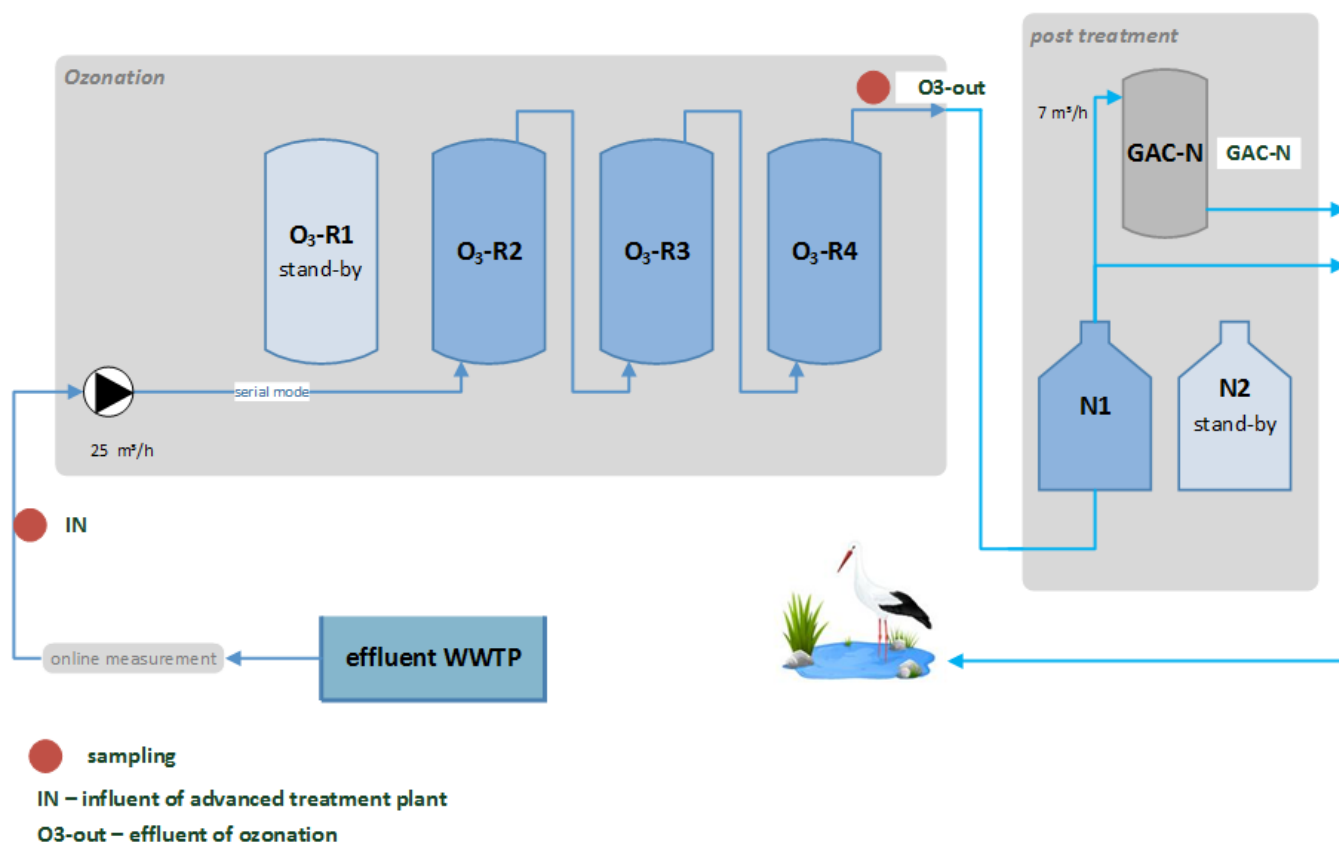 post treatment
Ozonation
O3-out
7 m³/h
GAC-N
GAC-N
O₃-R1
stand-by
O₃-R2
O₃-R3
O₃-R4
serial mode
N1
N2
stand-by
25 m³/h
IN
online measurement
effluent WWTP
sampling
IN – influent of advanced treatment plant
O3-out – effluent of ozonation